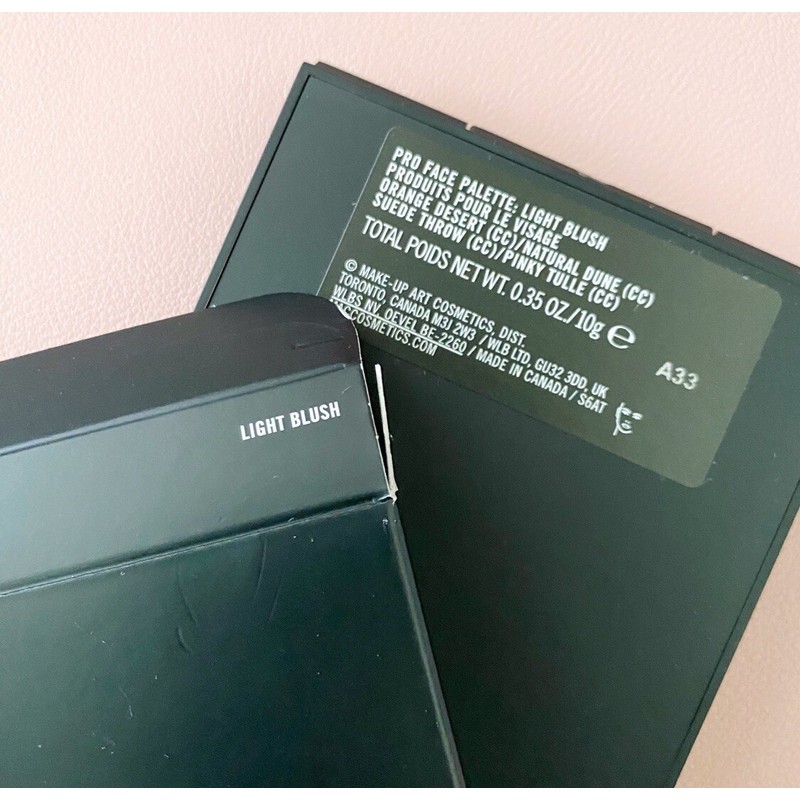 PRO FACE PALETTE: LIGHT BLUSH
PRODUITS POUR LE VISAGE
ORANGE DESERT (CC)/NATURAL DUNE (CC)
SUEDE THROW (CC)/PINKY TULLE (CC)
TOTAL POIDS NET WT. 0.35 OZ./10g ℮
© MAKE-UP ART COSMETICS, DIST.
TORONTO, CANADA M3J 2W3 / WLB LTD, GU32 3DD, UK
WLBS NV, OEVEL BE-2260 / MADE IN CANADA / S6AT
MACCOSMETICS.COM
A33
LIGHT BLUSH